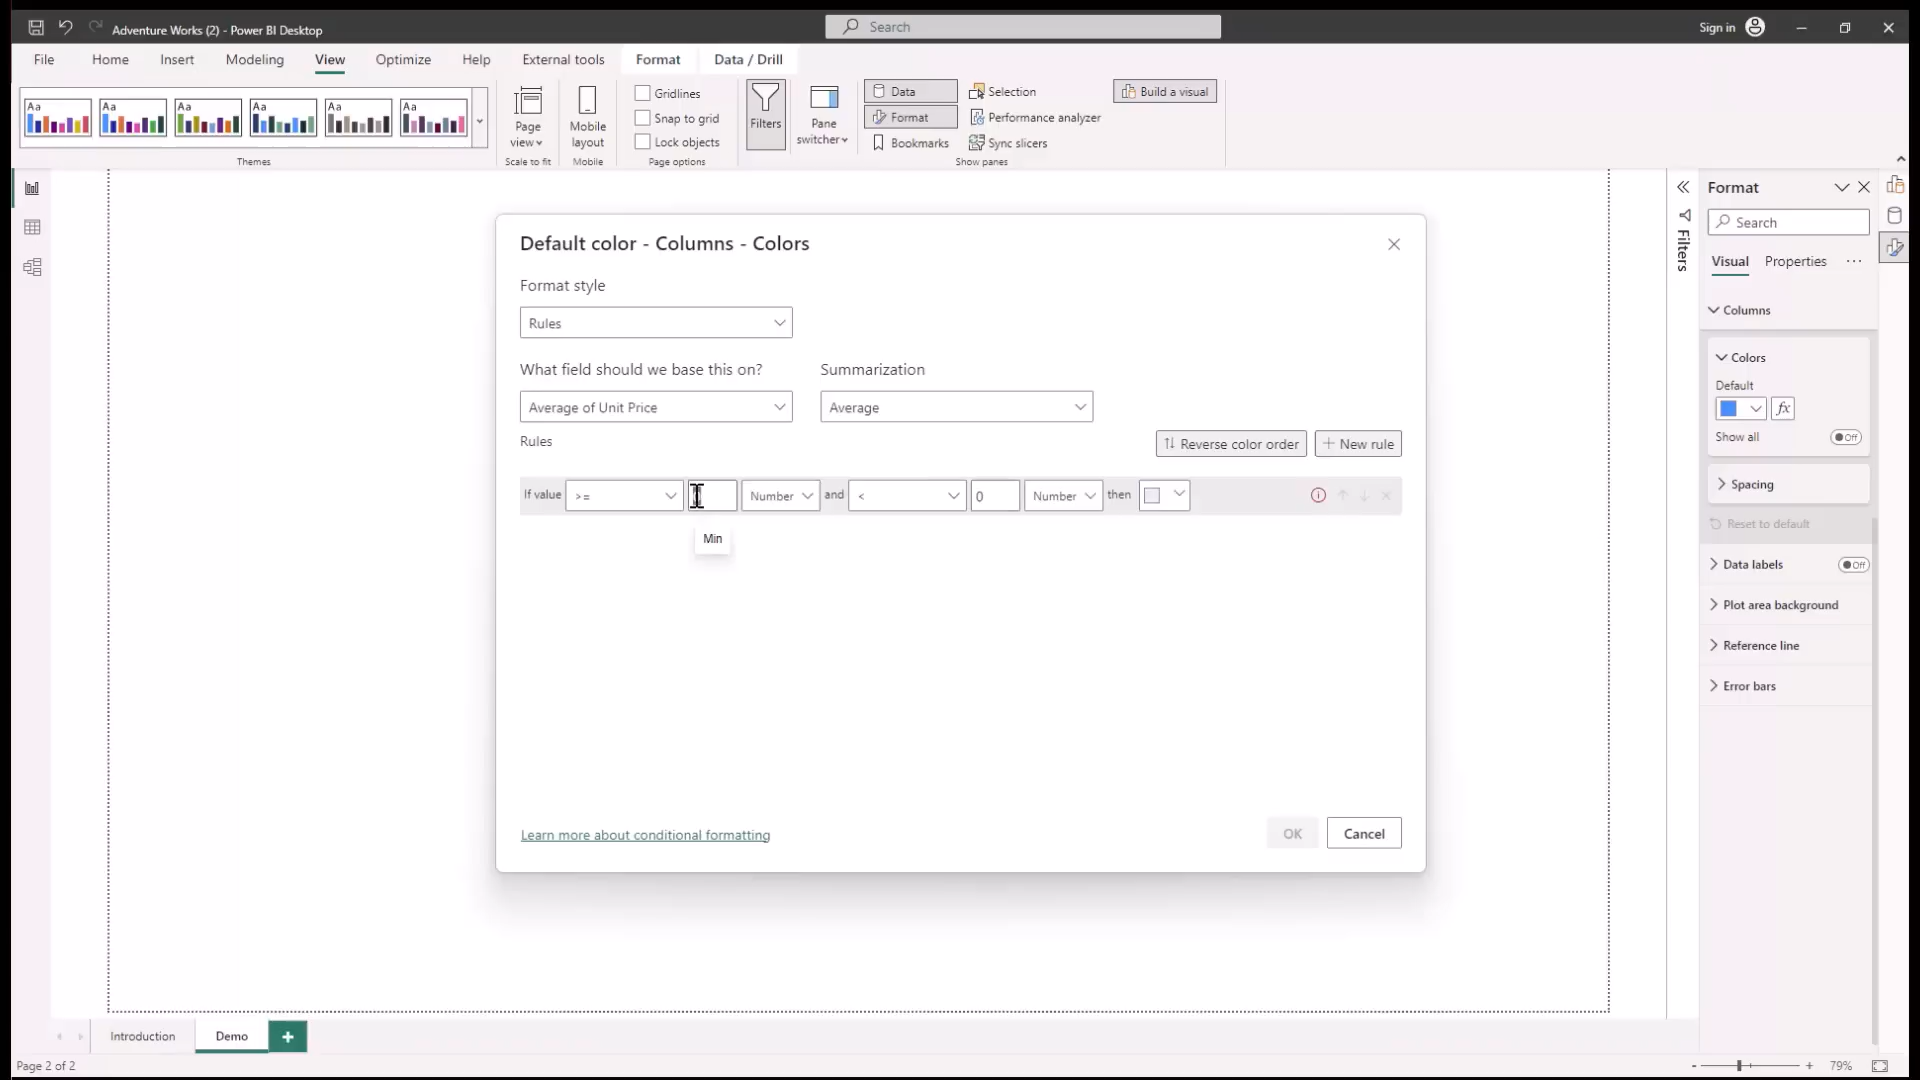 Adventure Works (2) - Power BI Desktop
Search
Sign in
File
Home
Insert
Modeling
View
Optimize
Help
External tools
Format
Data / Drill
Aa
Aa
Aa
Aa
Aa
Aa
Themes
Page view
Scale to fit
Mobile layout
Mobile
Gridlines
Snap to grid
Lock objects
Page options
Filters
Pane switcher
Data
Format
Bookmarks
Selection
Performance analyzer
Sync slicers
Show panes
Build a visual
Default color - Columns - Colors
Format style
Rules
What field should we base this on?
Summarization
Average of Unit Price
Average
Rules
Reverse color order
+ New rule
If value
>=
Number
and
<
0
Number
then
Min
Learn more about conditional formatting
OK
Cancel
Filters
Format
Search
Visual
Properties
...
Columns
Colors
Default
fx
Show all
Off
Spacing
Reset to default
Data labels
Off
Plot area background
Reference line
Error bars
Introduction
Demo
+
Page 2 of 2
-
+
79%